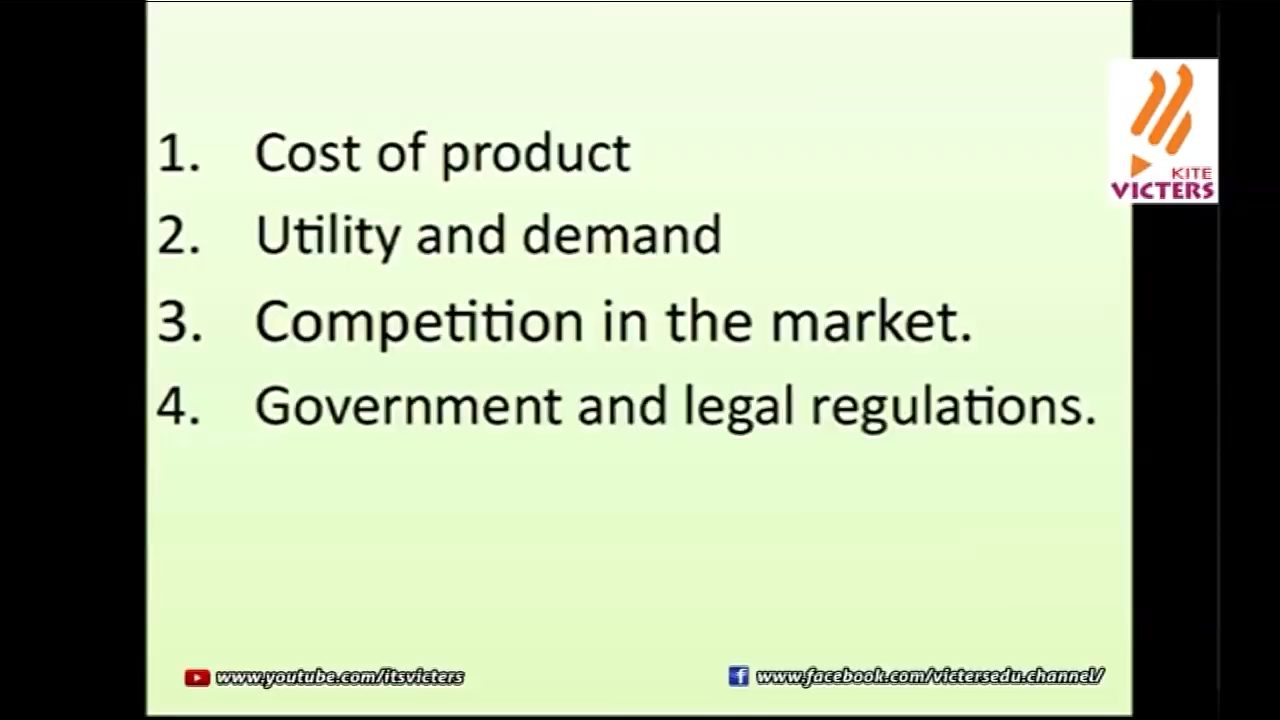 1. Cost of product
2. Utility and demand
3. Competition in the market.
4. Government and legal regulations.
KITE
VICTERS
www.youtube.com/itsvicters
www.facebook.com/victersedu.channel/